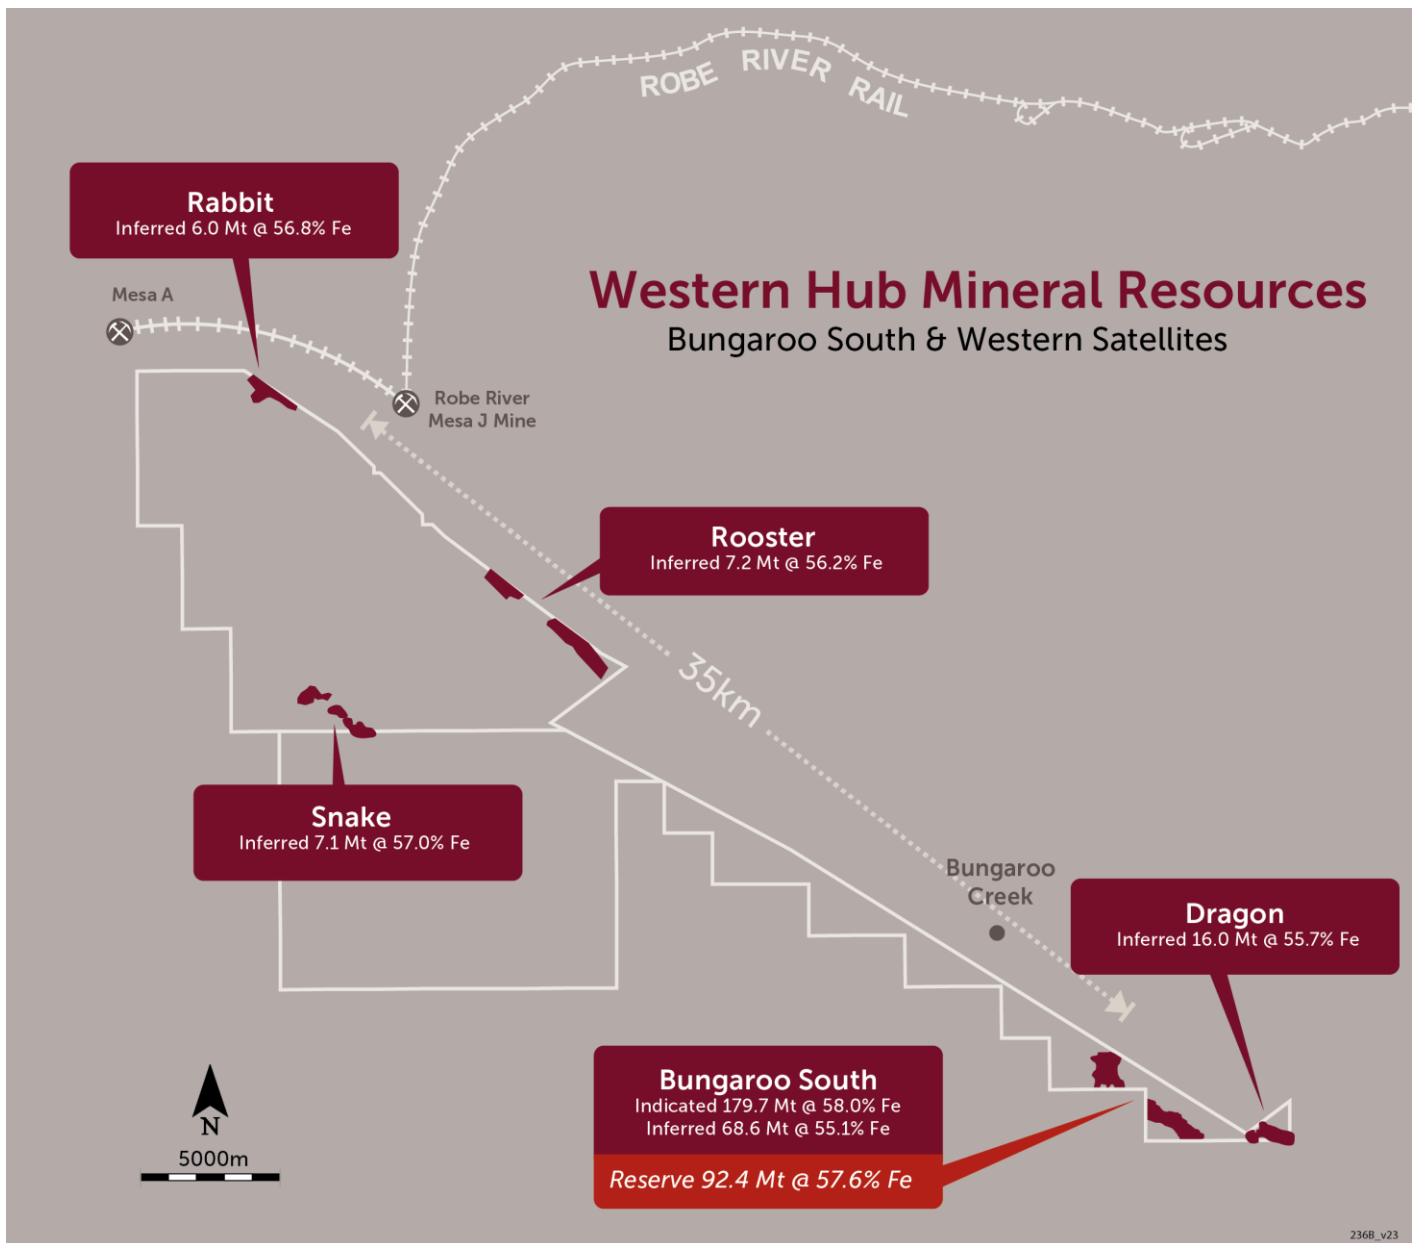 ROBE RIVER RAIL
Rabbit
Inferred 6.0 Mt @ 56.8% Fe
Mesa A
Western Hub Mineral Resources
Bungaroo South & Western Satellites
Robe River
Mesa J Mine
Rooster
Inferred 7.2 Mt @ 56.2% Fe
35km
Snake
Inferred 7.1 Mt @ 57.0% Fe
Bungaroo
Creek
Dragon
Inferred 16.0 Mt @ 55.7% Fe
Bungaroo South
Indicated 179.7 Mt @ 58.0% Fe
Inferred 68.6 Mt @ 55.1% Fe
Reserve 92.4 Mt @ 57.6% Fe
N
5000m
236B_v23